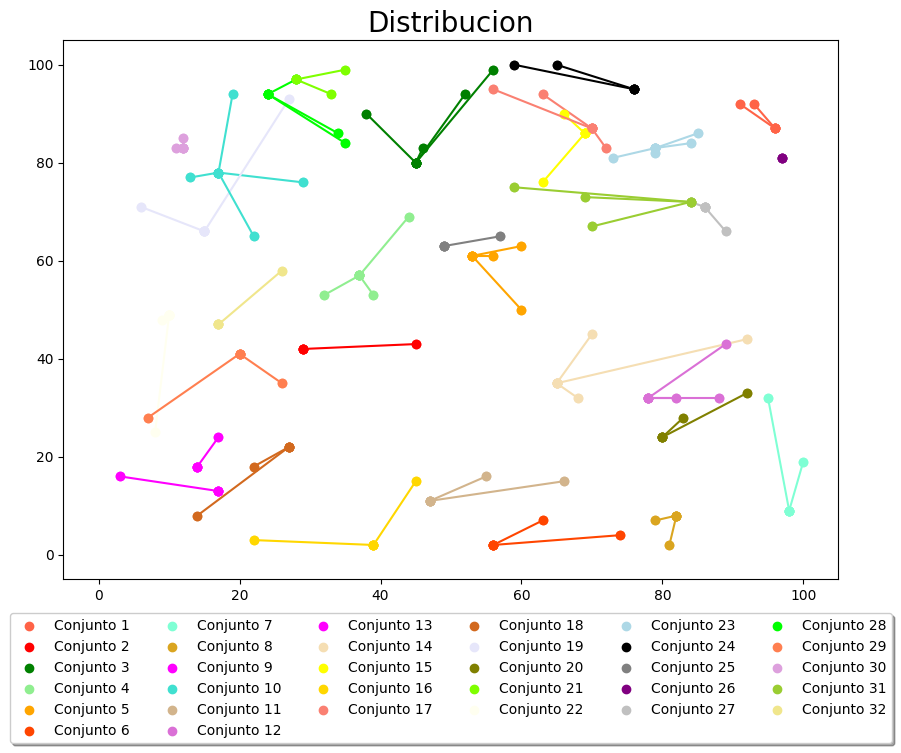 Distribucion
100
80
60
40
20
0
0 20 40 60 80 100
Conjunto 1 Conjunto 7 Conjunto 13 Conjunto 18 Conjunto 23 Conjunto 28
Conjunto 2 Conjunto 8 Conjunto 14 Conjunto 19 Conjunto 24 Conjunto 29
Conjunto 3 Conjunto 9 Conjunto 15 Conjunto 20 Conjunto 25 Conjunto 30
Conjunto 4 Conjunto 10 Conjunto 16 Conjunto 21 Conjunto 26 Conjunto 31
Conjunto 5 Conjunto 11 Conjunto 17 Conjunto 22 Conjunto 27 Conjunto 32
Conjunto 6 Conjunto 12